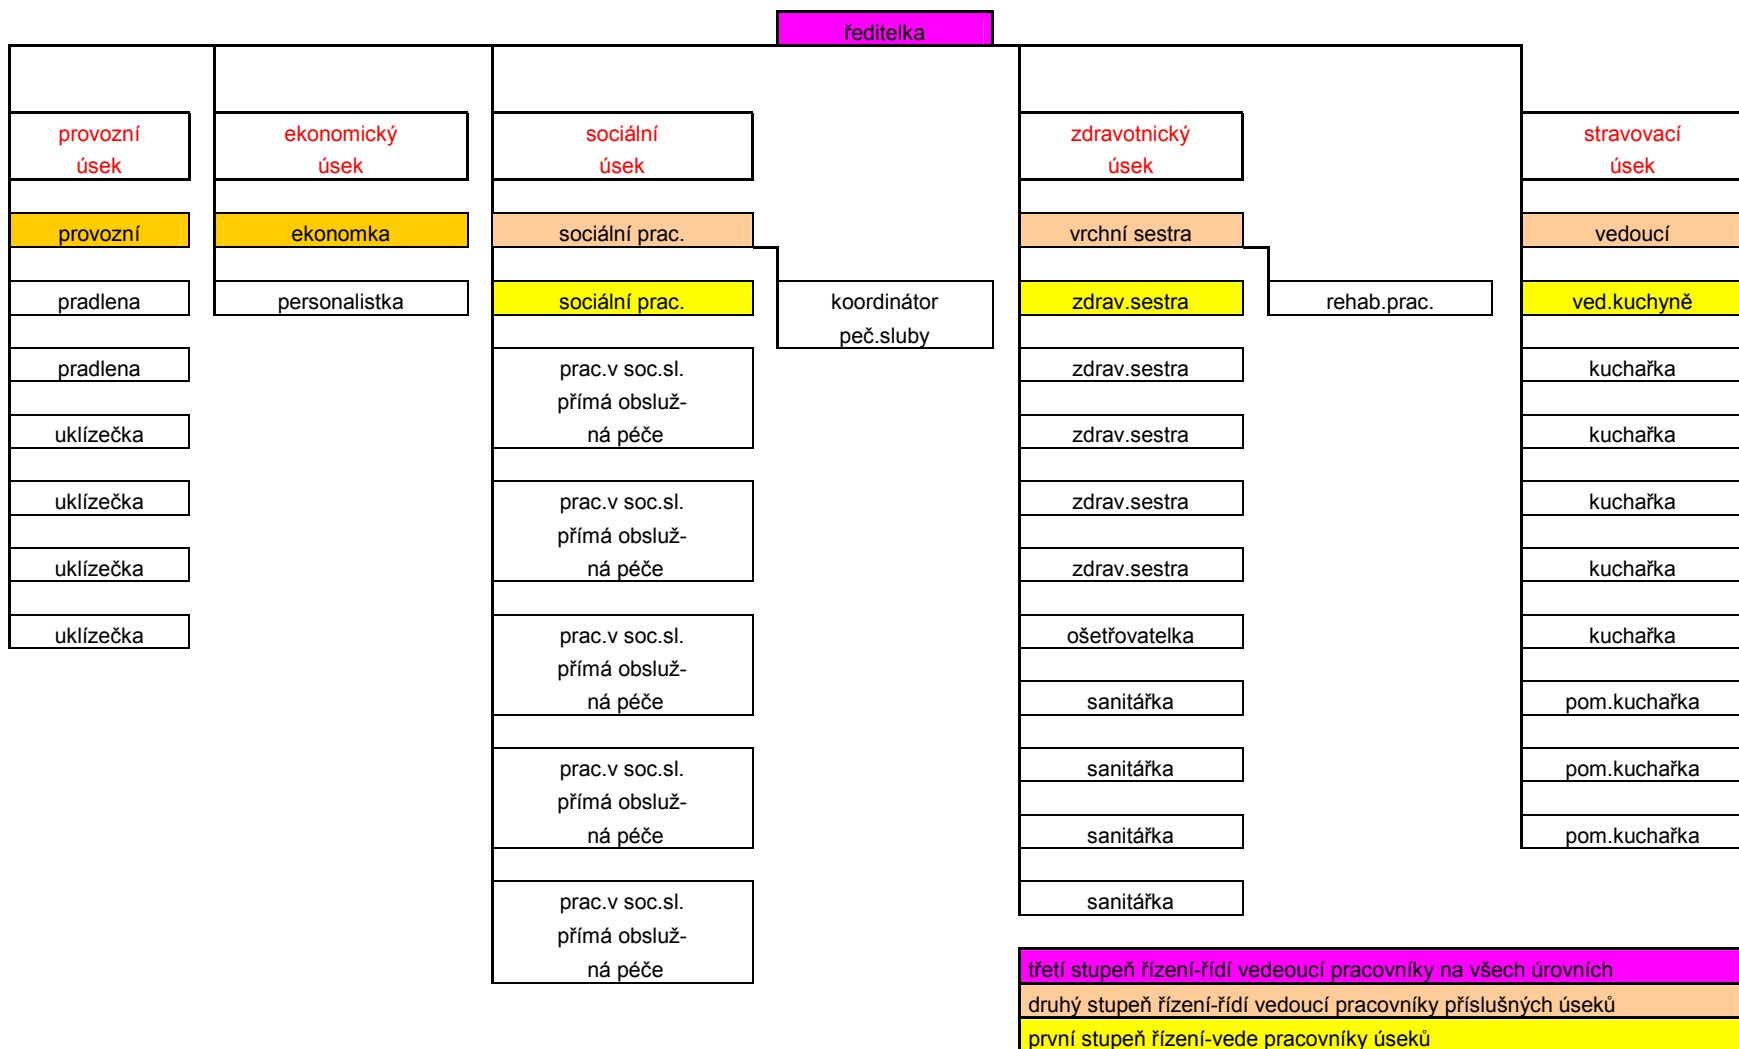 ředitelka
provozní
úsek
ekonomický
úsek
sociální
úsek
zdravotnický
úsek
stravovací
úsek
provozní
ekonomka
sociální prac.
vrchní sestra
vedoucí
pradlena
personalistka
sociální prac.
koordinátor
peč.sluby
zdrav.sestra
rehab.prac.
ved.kuchyně
pradlena
prac.v soc.sl.
přímá obsluž-
ná péče
zdrav.sestra
kuchařka
uklízečka
zdrav.sestra
kuchařka
uklízečka
prac.v soc.sl.
přímá obsluž-
ná péče
zdrav.sestra
kuchařka
uklízečka
zdrav.sestra
kuchařka
uklízečka
prac.v soc.sl.
přímá obsluž-
ná péče
ošetřovatelka
kuchařka
sanitářka
pom.kuchařka
prac.v soc.sl.
přímá obsluž-
ná péče
sanitářka
pom.kuchařka
sanitářka
pom.kuchařka
prac.v soc.sl.
přímá obsluž-
ná péče
sanitářka
třetí stupeň řízení-řídí vedeoucí pracovníky na všech úrovních
druhý stupeň řízení-řídí vedoucí pracovníky příslušných úseků
první stupeň řízení-vede pracovníky úseků